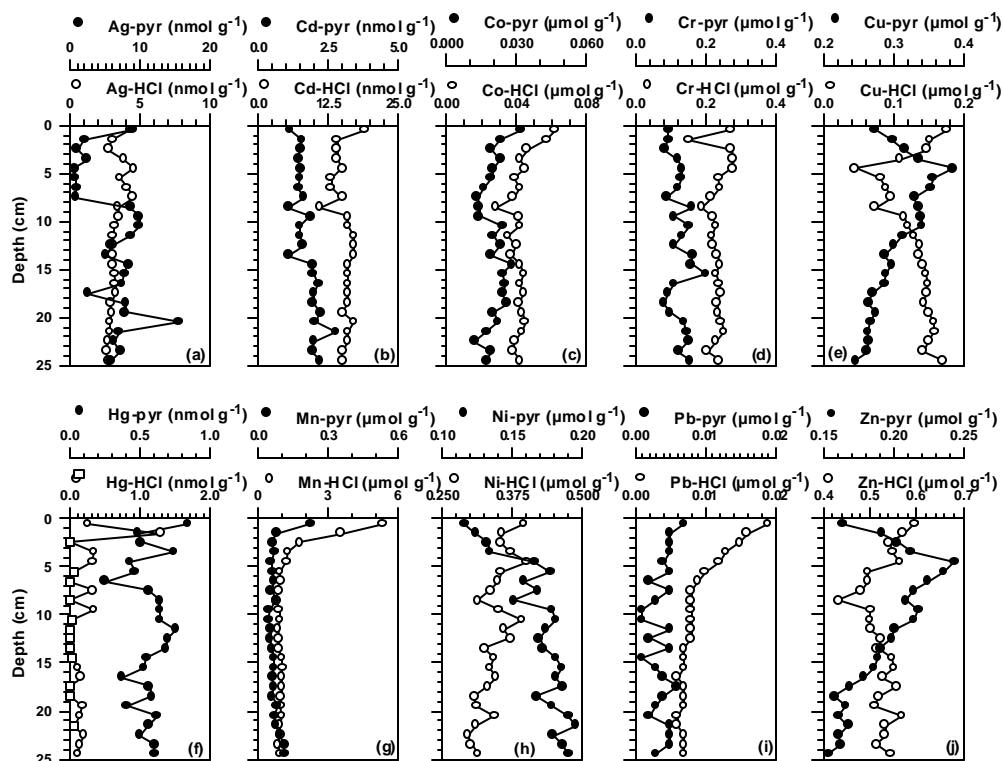 Ag-pyr (nmol g-1) Cd-pyr (nmol g-1) Co-pyr (µmol g-1) Cr-pyr (µmol g-1) Cu-pyr (µmol g-1)
0 10 20 0.0 2.5 5.0 0.000 0.030 0.060 0.0 0.2 0.4 0.2 0.3 0.4
Ag-HCl (nmol g-1) Cd-HCl (nmol g-1) Co-HCl (µmol g-1) Cr-HCl (µmol g-1) Cu-HCl (µmol g-1)
0 5 10 0.0 12.5 25.0 0.00 0.04 0.08 0.0 0.2 0.4 0.0 0.1 0.2
0
5
10
15
20
25
Depth (cm)
(a) (b) (c) (d) (e)
Hg-pyr (nmol g-1) Mn-pyr (µmol g-1) Ni-pyr (µmol g-1) Pb-pyr (µmol g-1) Zn-pyr (µmol g-1)
0.0 0.5 1.0 0.0 0.3 0.6 0.10 0.15 0.20 0.00 0.01 0.02 0.15 0.20 0.25
Hg-HCl (nmol g-1) Mn-HCl (µmol g-1) Ni-HCl (µmol g-1) Pb-HCl (µmol g-1) Zn-HCl (µmol g-1)
0.0 1.0 2.0 0 3 6 0.250 0.375 0.500 0.00 0.01 0.02 0.4 0.5 0.6 0.7
0
5
10
15
20
25
Depth (cm)
(f) (g) (h) (i) (j)